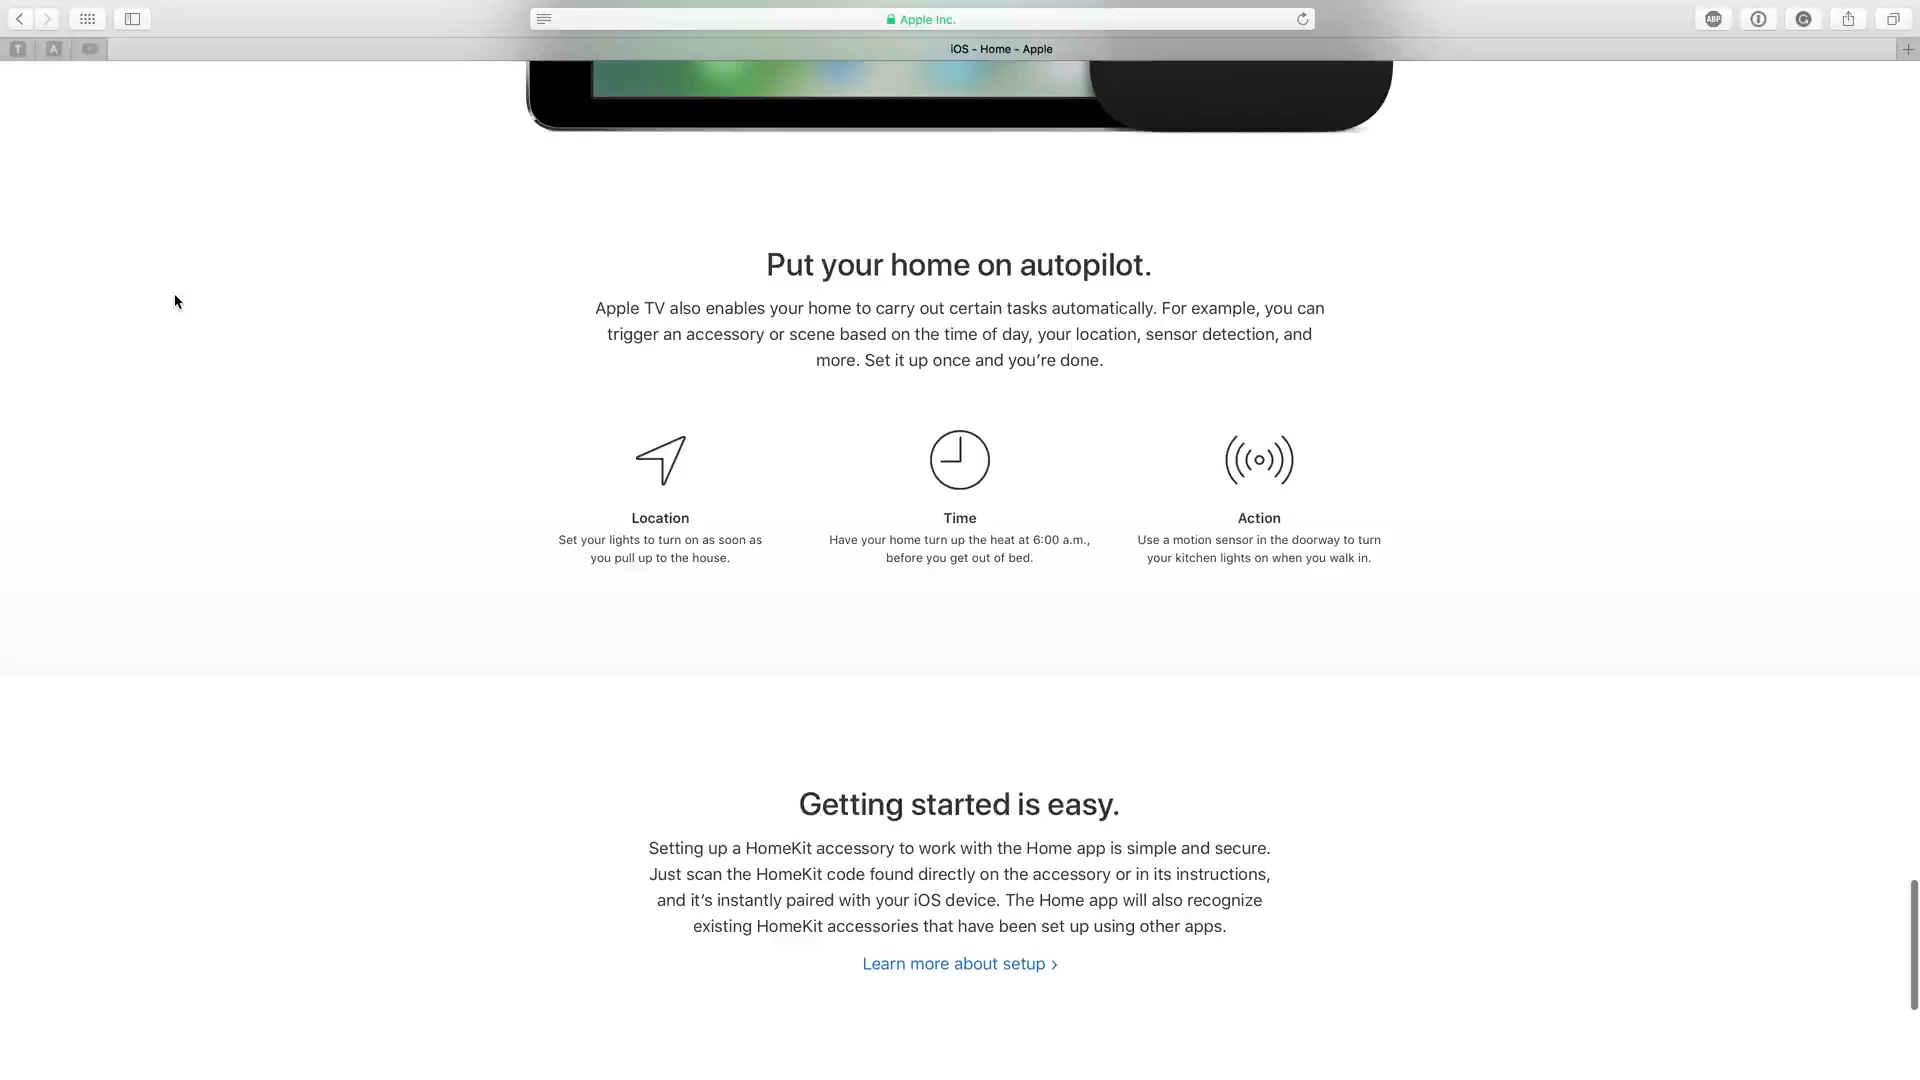 Apple Inc.
ABP
T
A
iOS - Home - Apple
Put your home on autopilot.
Apple TV also enables your home to carry out certain tasks automatically. For example, you can
trigger an accessory or scene based on the time of day, your location, sensor detection, and
more. Set it up once and you’re done.
Location
Set your lights to turn on as soon as
you pull up to the house.
Time
Have your home turn up the heat at 6:00 a.m.,
before you get out of bed.
Action
Use a motion sensor in the doorway to turn
your kitchen lights on when you walk in.
Getting started is easy.
Setting up a HomeKit accessory to work with the Home app is simple and secure.
Just scan the HomeKit code found directly on the accessory or in its instructions,
and it’s instantly paired with your iOS device. The Home app will also recognize
existing HomeKit accessories that have been set up using other apps.
Learn more about setup ›